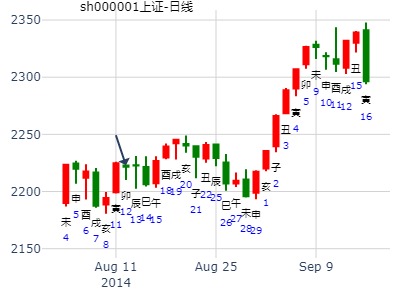 sh000001上证-日线
2350
2300
2250
2200
2150
未
4
申
5
酉
6
戌
7
亥
8
寅
11
卯
12
辰
13
巳
14
午
15
酉
18
戌
19
亥
20
子
21
丑
22
辰
25
巳
26
午
27
未
28
申
29
亥
1
子
2
丑
3
寅
4
卯
5
未
9
申
10
酉
11
戌
12
丑
15
寅
16
Aug 11
2014
Aug 25
Sep 9